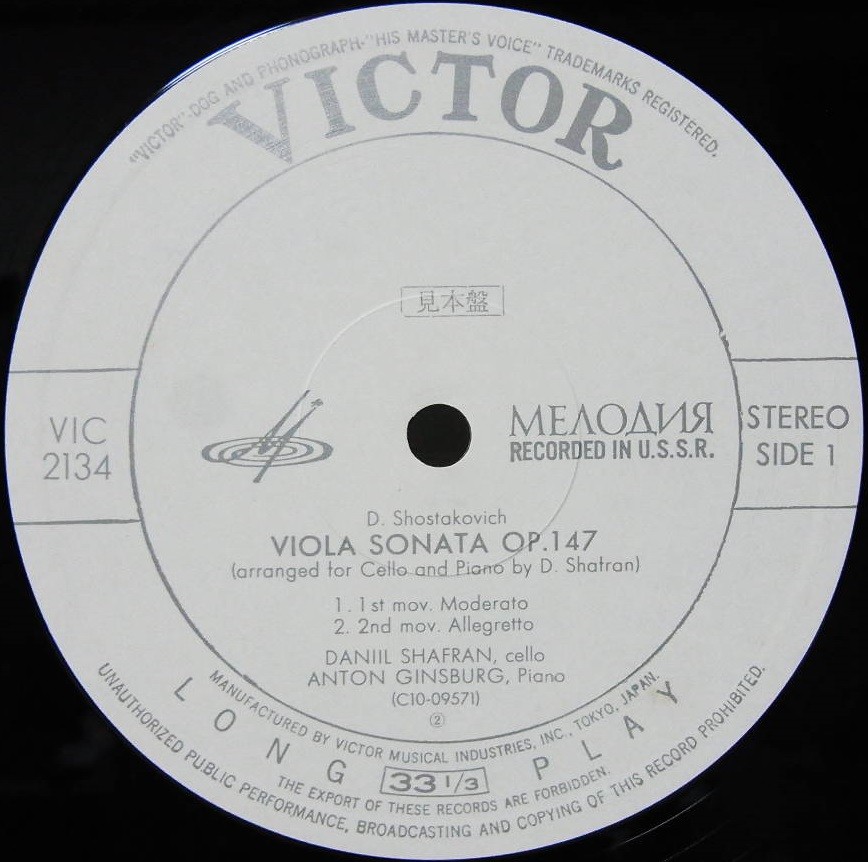 "VICTOR"-DOG AND PHONOGRAPH-"HIS MASTER'S VOICE" TRADEMARKS REGISTERED.
VICTOR
見本盤
VIC
2134
МЕЛОДИЯ
RECORDED IN U.S.S.R.
STEREO
SIDE 1
D. Shostakovich
VIOLA SONATA OP.147
(arranged for Cello and Piano by D. Shafran)
1. 1st mov. Moderato
2. 2nd mov. Allegretto
DANIIL SHAFRAN, cello
ANTON GINSBURG, Piano
(C10-09571)
②
MANUFACTURED BY VICTOR MUSICAL INDUSTRIES, INC., TOKYO, JAPAN.
LONG 33 1/3 PLAY
THE EXPORT OF THESE RECORDS ARE FORBIDDEN.
UNAUTHORIZED PUBLIC PERFORMANCE, BROADCASTING AND COPYING OF THIS RECORD PROHIBITED.